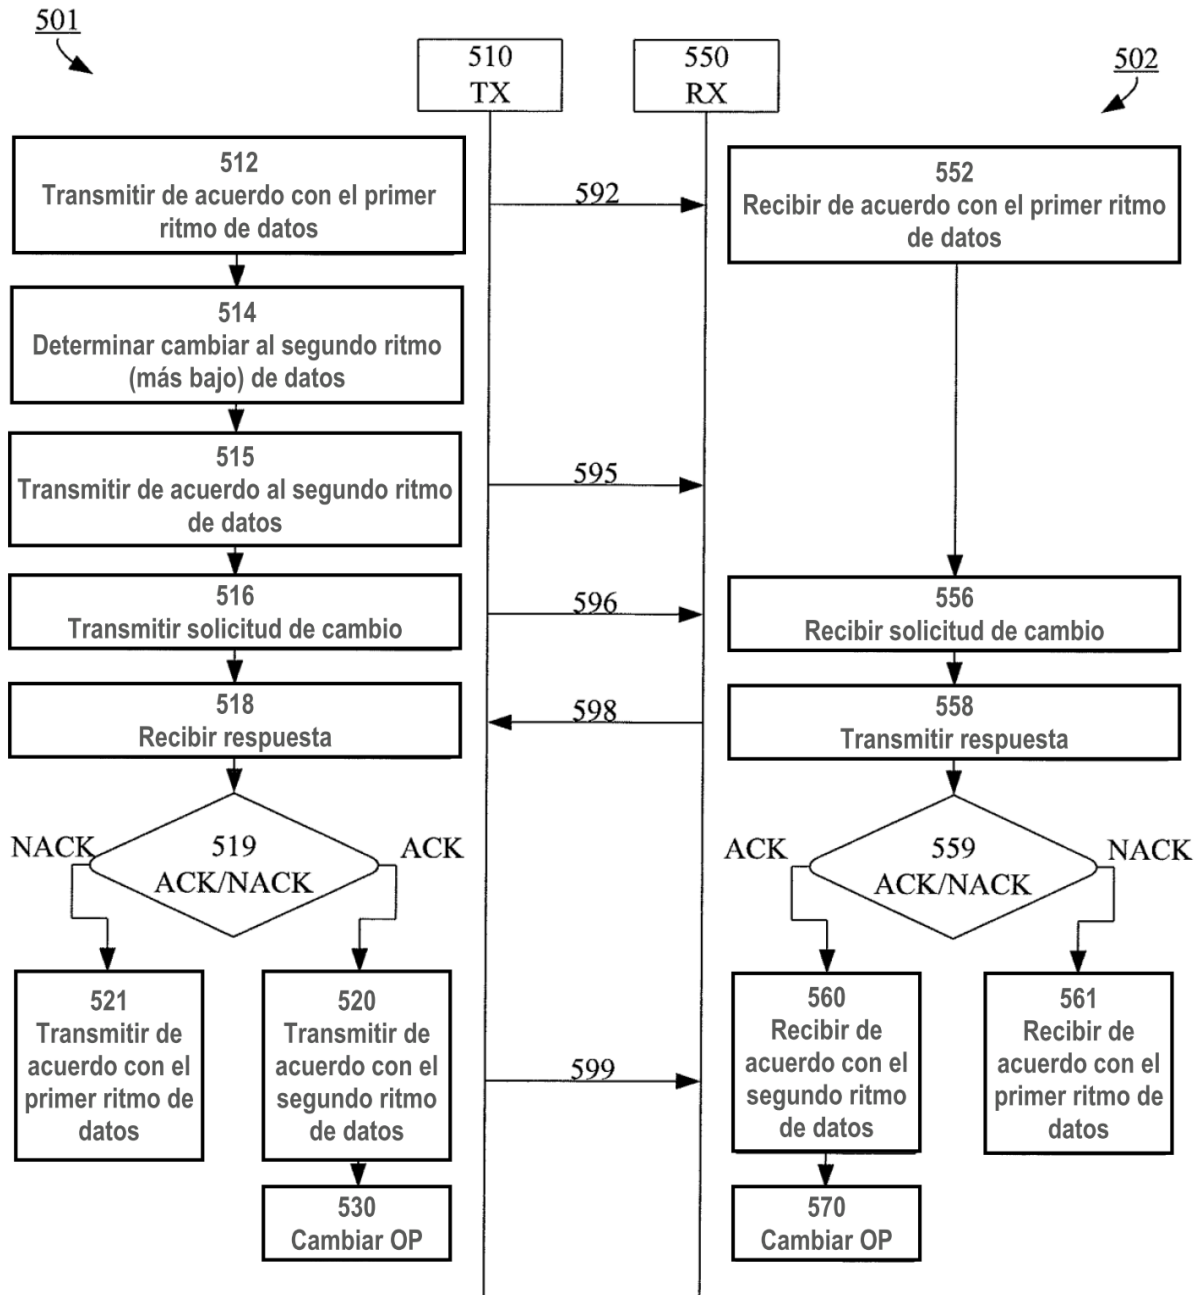 501
510
TX
550
RX
502
512
Transmitir de acuerdo con el primer
ritmo de datos
592
552
Recibir de acuerdo con el primer ritmo
de datos
514
Determinar cambiar al segundo ritmo
(más bajo) de datos
515
Transmitir de acuerdo al segundo ritmo
de datos
595
516
Transmitir solicitud de cambio
596
556
Recibir solicitud de cambio
518
Recibir respuesta
598
558
Transmitir respuesta
NACK
519
ACK/NACK
ACK
ACK
559
ACK/NACK
NACK
521
Transmitir de
acuerdo con el
primer ritmo de
datos
520
Transmitir de
acuerdo con el
segundo ritmo
de datos
599
560
Recibir de
acuerdo con el
segundo ritmo
de datos
561
Recibir de
acuerdo con el
primer ritmo de
datos
530
Cambiar OP
570
Cambiar OP